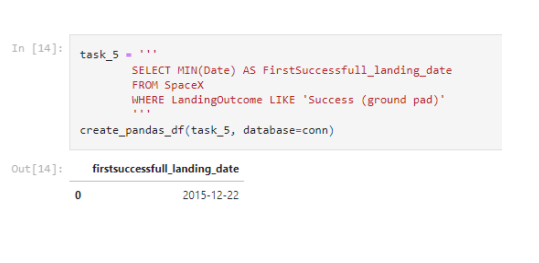 In [14]:
task_5 = '''
SELECT MIN(Date) AS FirstSuccessfull_landing_date
FROM SpaceX
WHERE LandingOutcome LIKE 'Success (ground pad)'
'''
create_pandas_df(task_5, database=conn)
Out[14]:
firstsuccessfull_landing_date
0 2015-12-22